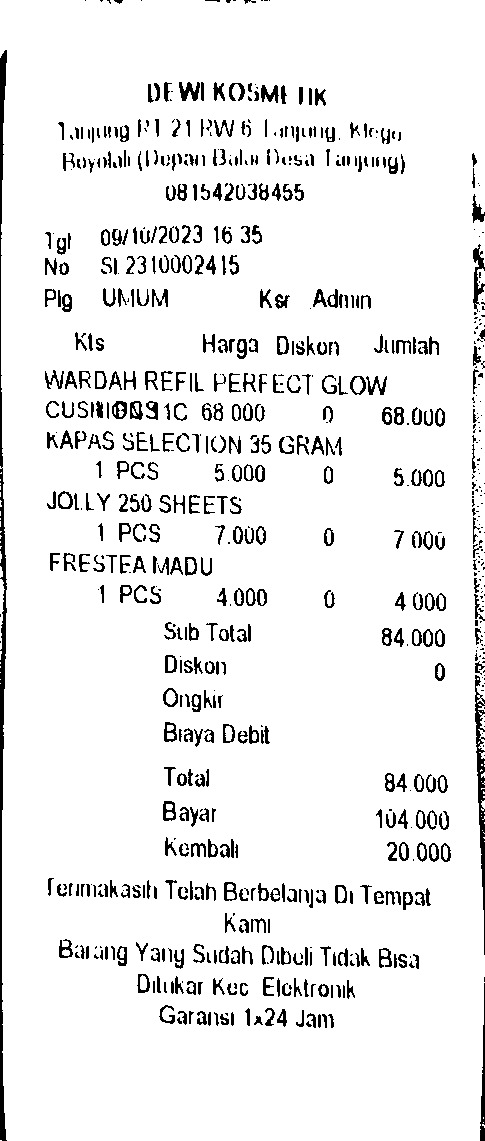 DEWI KOSMETIK
Tanjung RT 21 RW 6 Tanjung, Klego
Boyolali (Depan Balai Desa Tanjung)
081542038455
Tgl 09/10/2023 16 35
No SI.2310002415
Plg UMUM Ksr Admin
Kts Harga Diskon Jumlah
WARDAH REFIL PERFECT GLOW
CUSHION 11C 68 000 0 68.000
KAPAS SELECTION 35 GRAM
1 PCS 5.000 0 5.000
JOLLY 250 SHEETS
1 PCS 7.000 0 7 000
FRESTEA MADU
1 PCS 4.000 0 4 000
Sub Total 84.000
Diskon 0
Ongkir
Biaya Debit
Total 84.000
Bayar 104.000
Kembali 20.000
Terimakasih Telah Berbelanja Di Tempat
Kami
Barang Yang Sudah Dibeli Tidak Bisa
Ditukar Kec Elektronik
Garansi 1x24 Jam